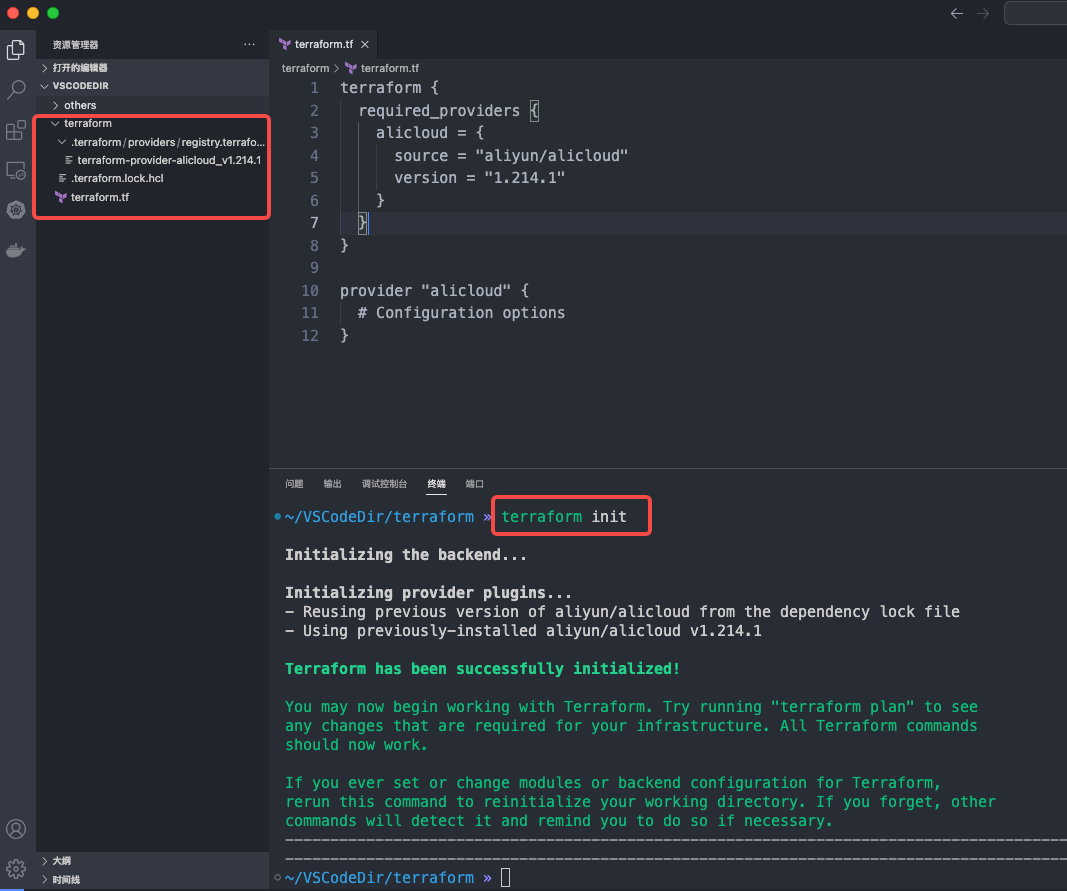 资源管理器 ···
打开的编辑器
VSCODEDIR
others
terraform
.terraform/providers/registry.terrafo...
terraform-provider-alicloud_v1.214.1
.terraform.lock.hcl
terraform.tf
大纲
时间线
terraform.tf ×
terraform > terraform.tf
1 terraform {
2   required_providers {
3     alicloud = {
4       source = "aliyun/alicloud"
5       version = "1.214.1"
6     }
7   }
8 }
9
10 provider "alicloud" {
11   # Configuration options
12 }
问题 输出 调试控制台 终端 端口
~/VSCodeDir/terraform » terraform init
Initializing the backend...
Initializing provider plugins...
- Reusing previous version of aliyun/alicloud from the dependency lock file
- Using previously-installed aliyun/alicloud v1.214.1
Terraform has been successfully initialized!
You may now begin working with Terraform. Try running "terraform plan" to see
any changes that are required for your infrastructure. All Terraform commands
should now work.
If you ever set or change modules or backend configuration for Terraform,
rerun this command to reinitialize your working directory. If you forget, other
commands will detect it and remind you to do so if necessary.
~/VSCodeDir/terraform »